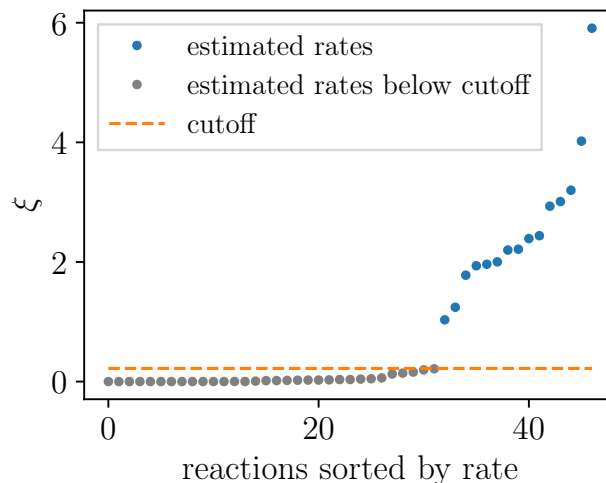 6
estimated rates
estimated rates below cutoff
cutoff
4
ξ
2
0
0 20 40
reactions sorted by rate